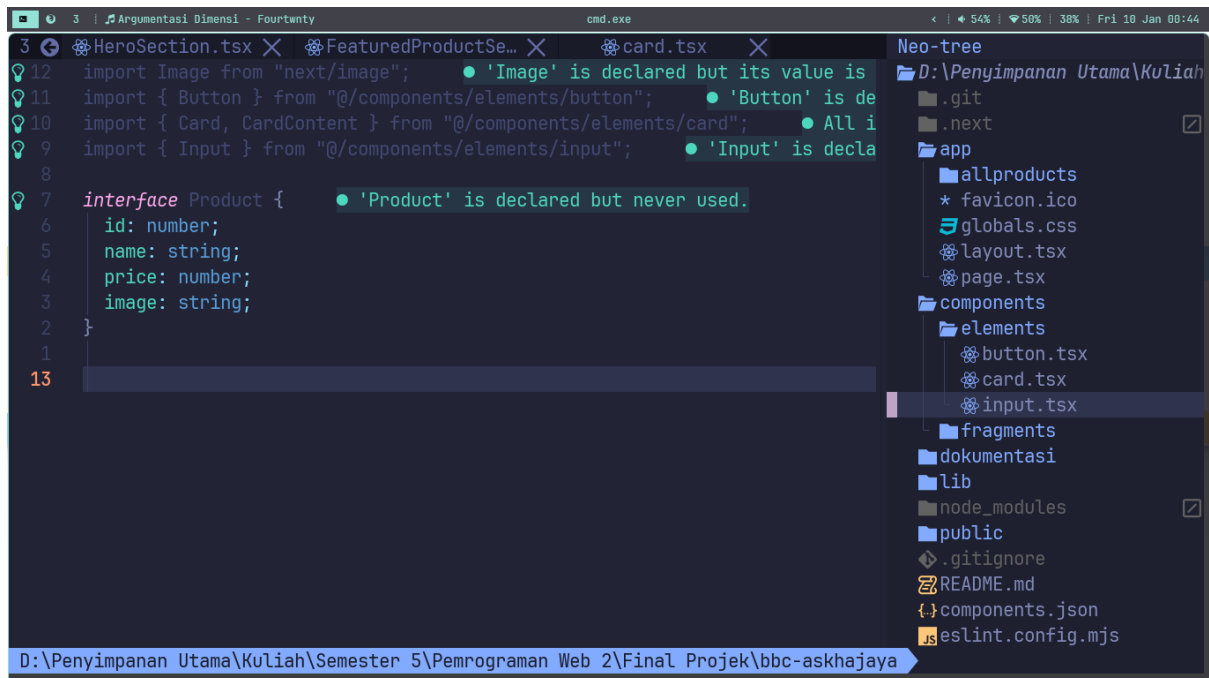 3 | Argumentasi Dimensi - Fourtwnty cmd.exe < | 54% | 50% | 38% | Fri 10 Jan 00:44
3 HeroSection.tsx FeaturedProductSe… card.tsx
12 import Image from "next/image"; ● 'Image' is declared but its value is
11 import { Button } from "@/components/elements/button"; ● 'Button' is de
10 import { Card, CardContent } from "@/components/elements/card"; ● All i
9 import { Input } from "@/components/elements/input"; ● 'Input' is decla
8
7 interface Product { ● 'Product' is declared but never used.
6 id: number;
5 name: string;
4 price: number;
3 image: string;
2 }
1
13
D:\Penyimpanan Utama\Kuliah\Semester 5\Pemrograman Web 2\Final Projek\bbc-askhajaya
Neo-tree
D:\Penyimpanan Utama\Kuliah
.git
.next
app
allproducts
favicon.ico
globals.css
layout.tsx
page.tsx
components
elements
button.tsx
card.tsx
input.tsx
fragments
dokumentasi
lib
node_modules
public
.gitignore
README.md
{..} components.json
JS eslint.config.mjs